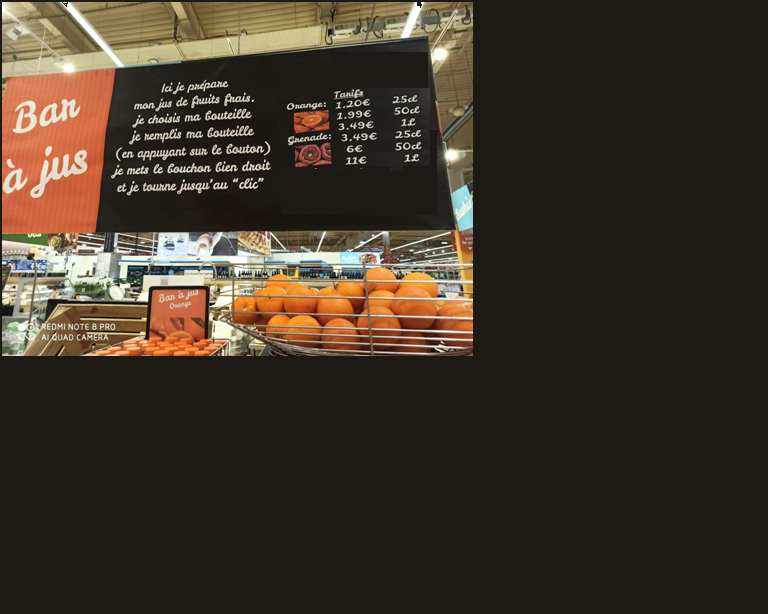 Bar
à jus
Ici je prépare
mon jus de fruits frais.
je choisis ma bouteille
je remplis ma bouteille
(en appuyant sur le bouton)
je mets le bouchon bien droit
et je tourne jusqu'au "clic"
Tarifs
Orange: 1.20€ 25cl
1.99€ 50cl
3.49€ 1L
Grenade: 3.49€ 25cl
6€ 50cl
11€ 1L
Bar à jus
Orange
REDMI NOTE 8 PRO
AI QUAD CAMERA